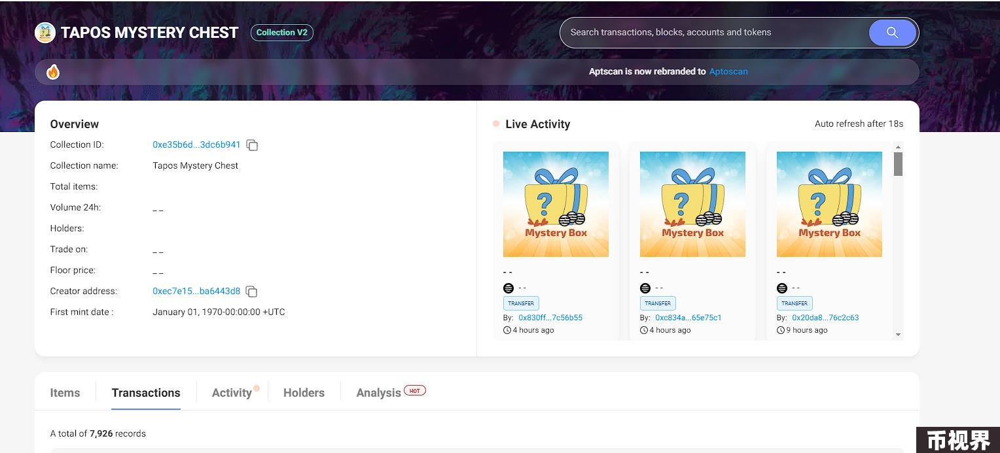 TAPOS MYSTERY CHEST Collection V2
Search transactions, blocks, accounts and tokens
Aptscan is now rebranded to Aptoscan
Overview
Collection ID: 0xe35b6d...3dc6b941
Collection name: Tapos Mystery Chest
Total items:
Volume 24h: _ _
Holders:
Trade on: _ _
Floor price: _ _
Creator address: 0xec7e15...ba6443d8
First mint date : January 01, 1970-00:00:00 +UTC
Live Activity
Auto refresh after 18s
?
Mystery Box
- -
- -
TRANSFER
By: 0x830ff...7c56b55
4 hours ago
?
Mystery Box
- -
- -
TRANSFER
By: 0xc834a...65e75c1
4 hours ago
?
Mystery Box
- -
- -
TRANSFER
By: 0x20da8...76c2c63
9 hours ago
Items Transactions Activity Holders Analysis HOT
A total of 7,926 records
币视界